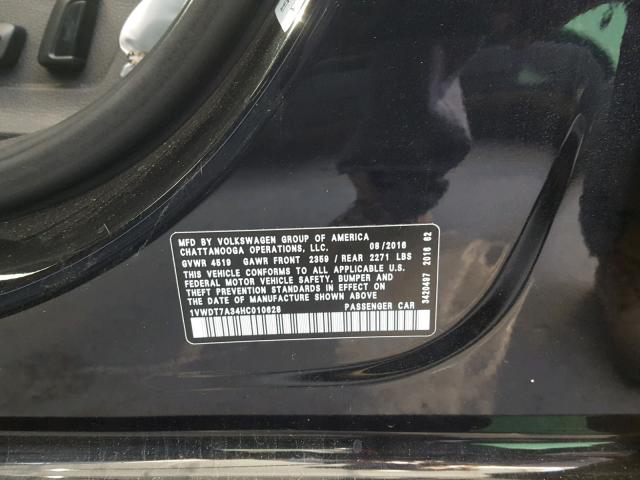 MFD BY VOLKSWAGEN GROUP OF AMERICA
CHATTANOOGA OPERATIONS, LLC. 08/2016
GVWR 4519 GAWR FRONT 2359 / REAR 2271 LBS
THIS VEHICLE CONFORMS TO ALL APPLICABLE U.S.
FEDERAL MOTOR VEHICLE SAFETY, BUMPER AND
THEFT PREVENTION STANDARDS IN EFFECT ON
THE DATE OF MANUFACTURE SHOWN ABOVE.
1VWDT7A34HC010628 PASSENGER CAR
3420497 2016 62